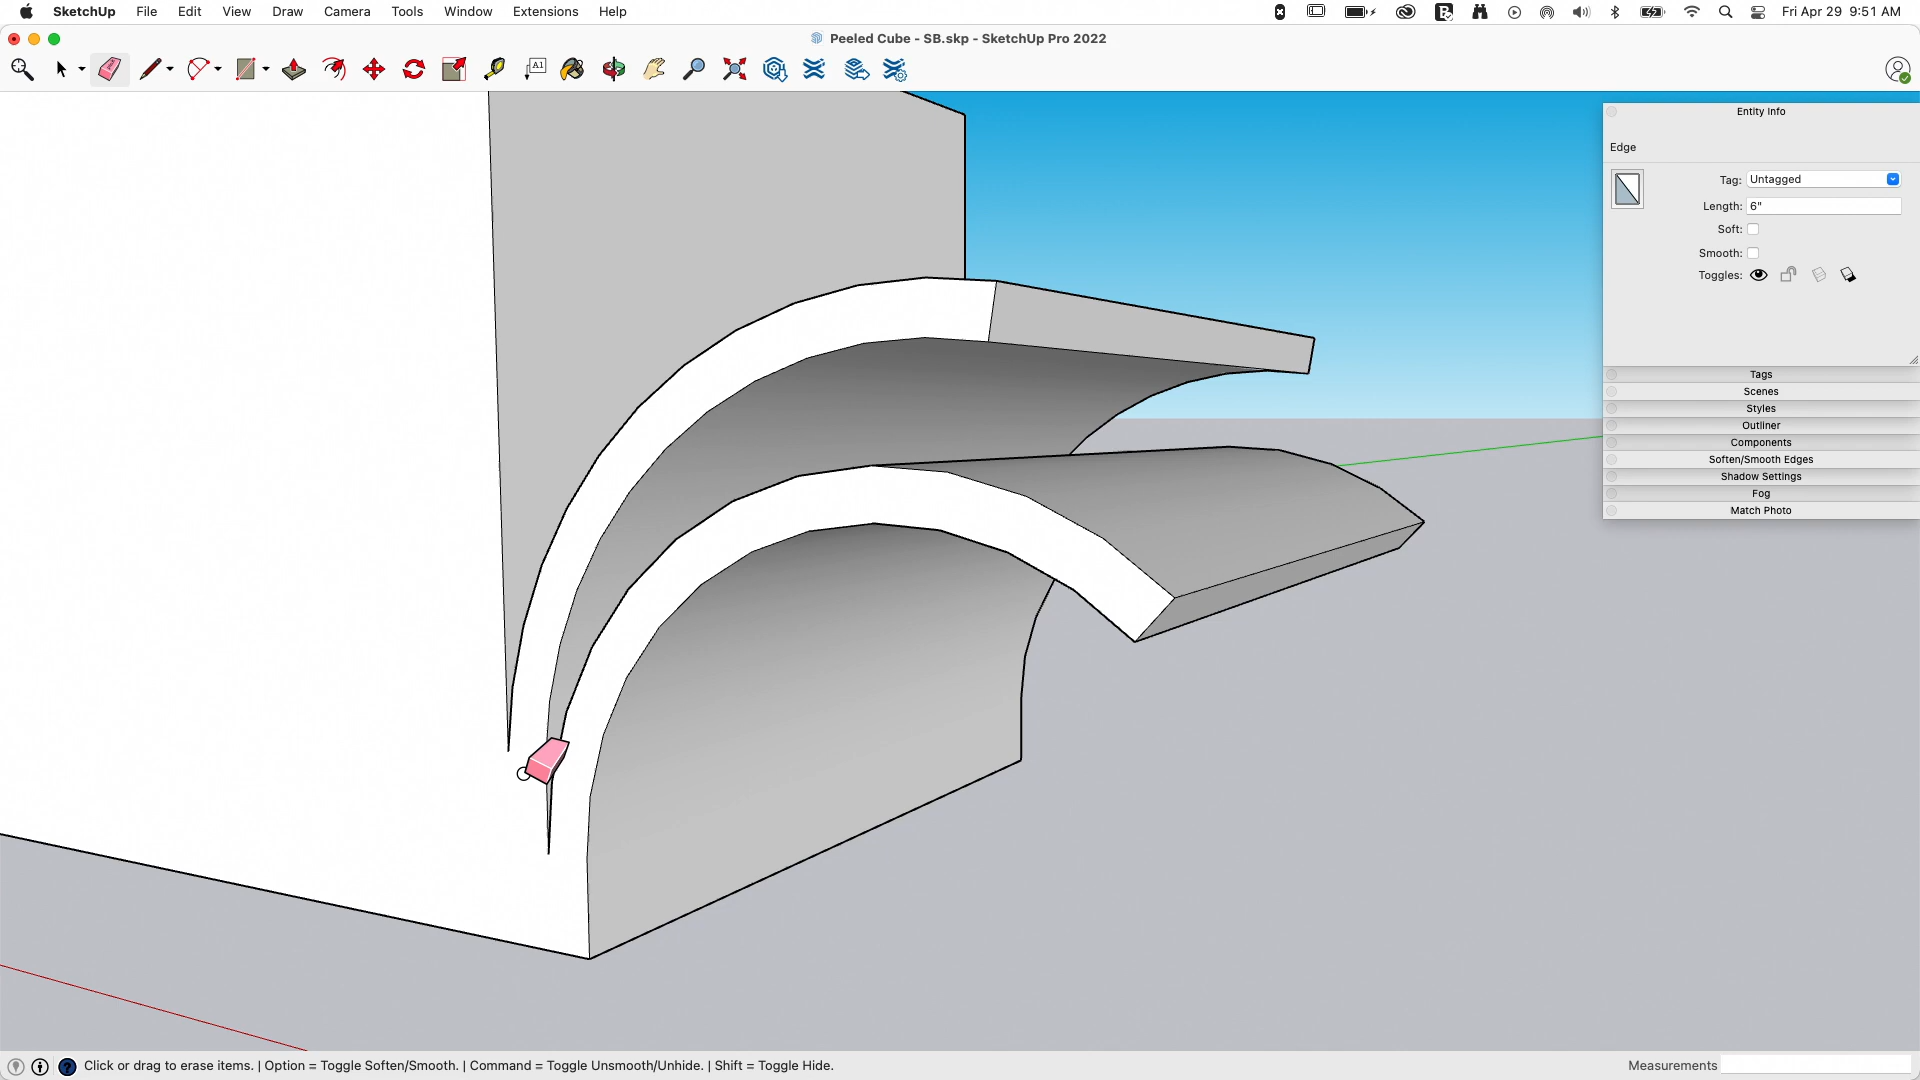 SketchUp File Edit View Draw Camera Tools Window Extensions Help Fri Apr 29 9:51 AM
Peeled Cube - SB.skp - SketchUp Pro 2022
A1
Entity Info
Edge
Tag: Untagged
Length: 6"
Soft:
Smooth:
Toggles:
Tags
Scenes
Styles
Outliner
Components
Soften/Smooth Edges
Shadow Settings
Fog
Match Photo
Click or drag to erase items. | Option = Toggle Soften/Smooth. | Command = Toggle Unsmooth/Unhide. | Shift = Toggle Hide. Measurements